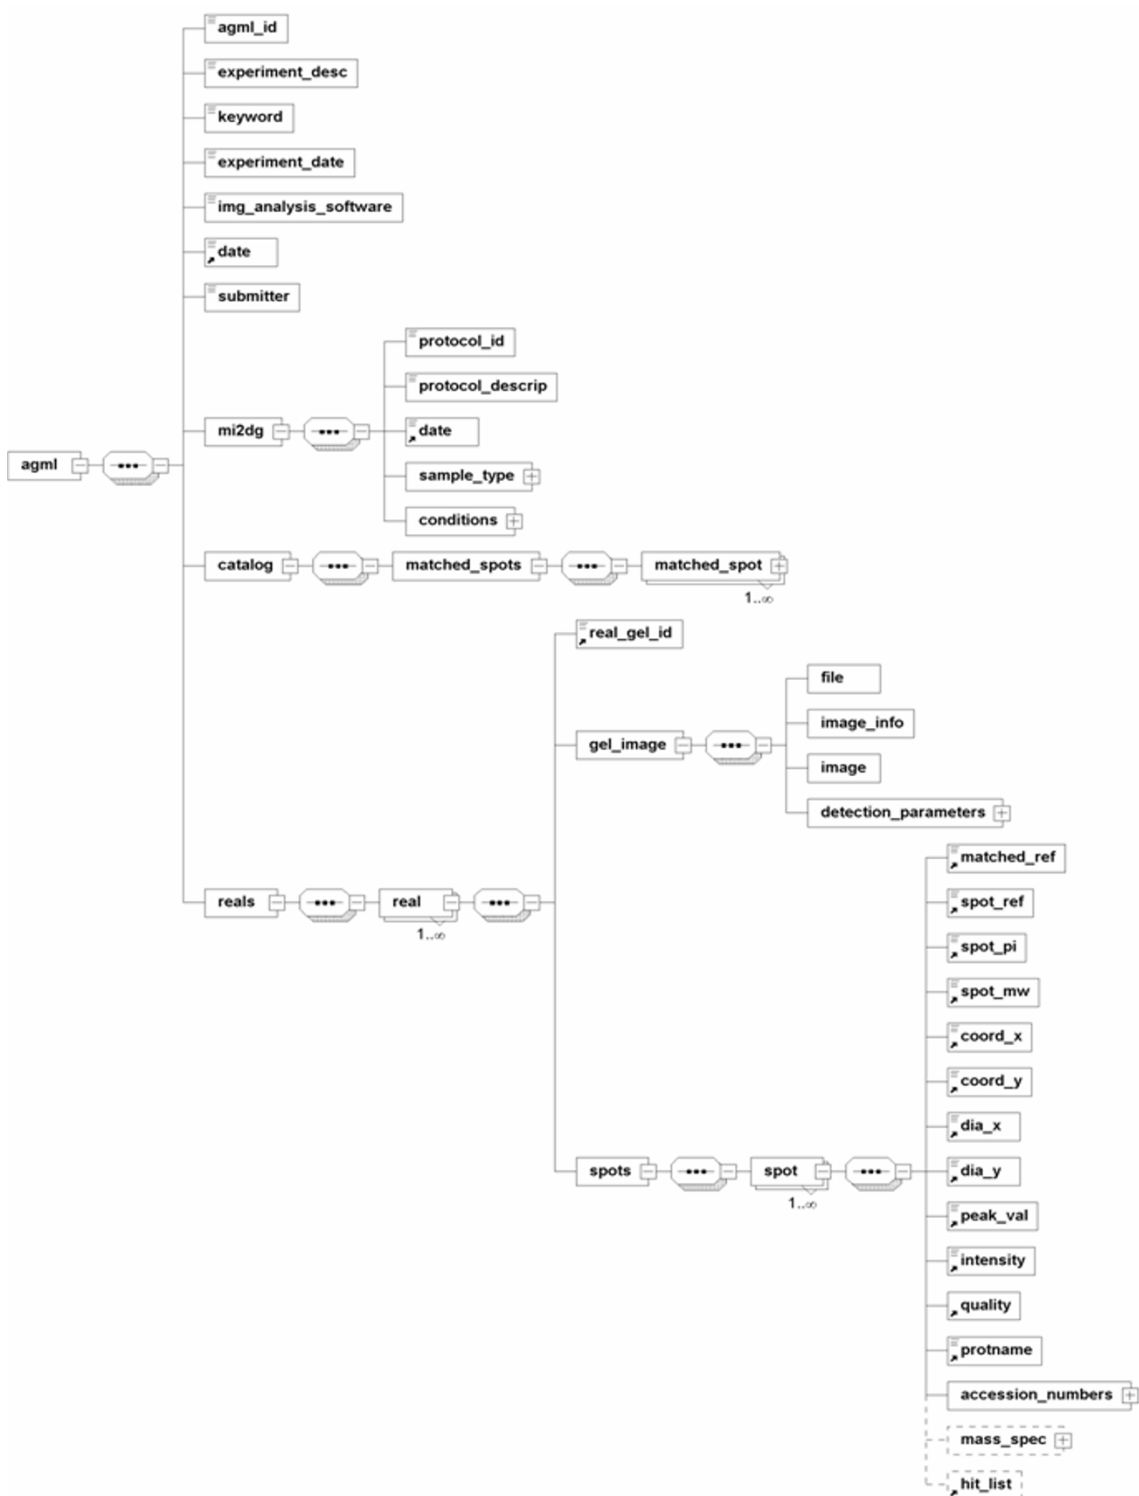 agml_id
experiment_desc
keyword
experiment_date
img_analysis_software
date
submitter
protocol_id
protocol_descrip
mi2dg
date
agml
sample_type
conditions
catalog
matched_spots
matched_spot
1..∞
real_gel_id
file
image_info
gel_image
image
detection_parameters
matched_ref
reals
real
spot_ref
1..∞
spot_pi
spot_mw
coord_x
coord_y
dia_x
spots
spot
dia_y
1..∞
peak_val
intensity
quality
protname
accession_numbers
mass_spec
hit_list